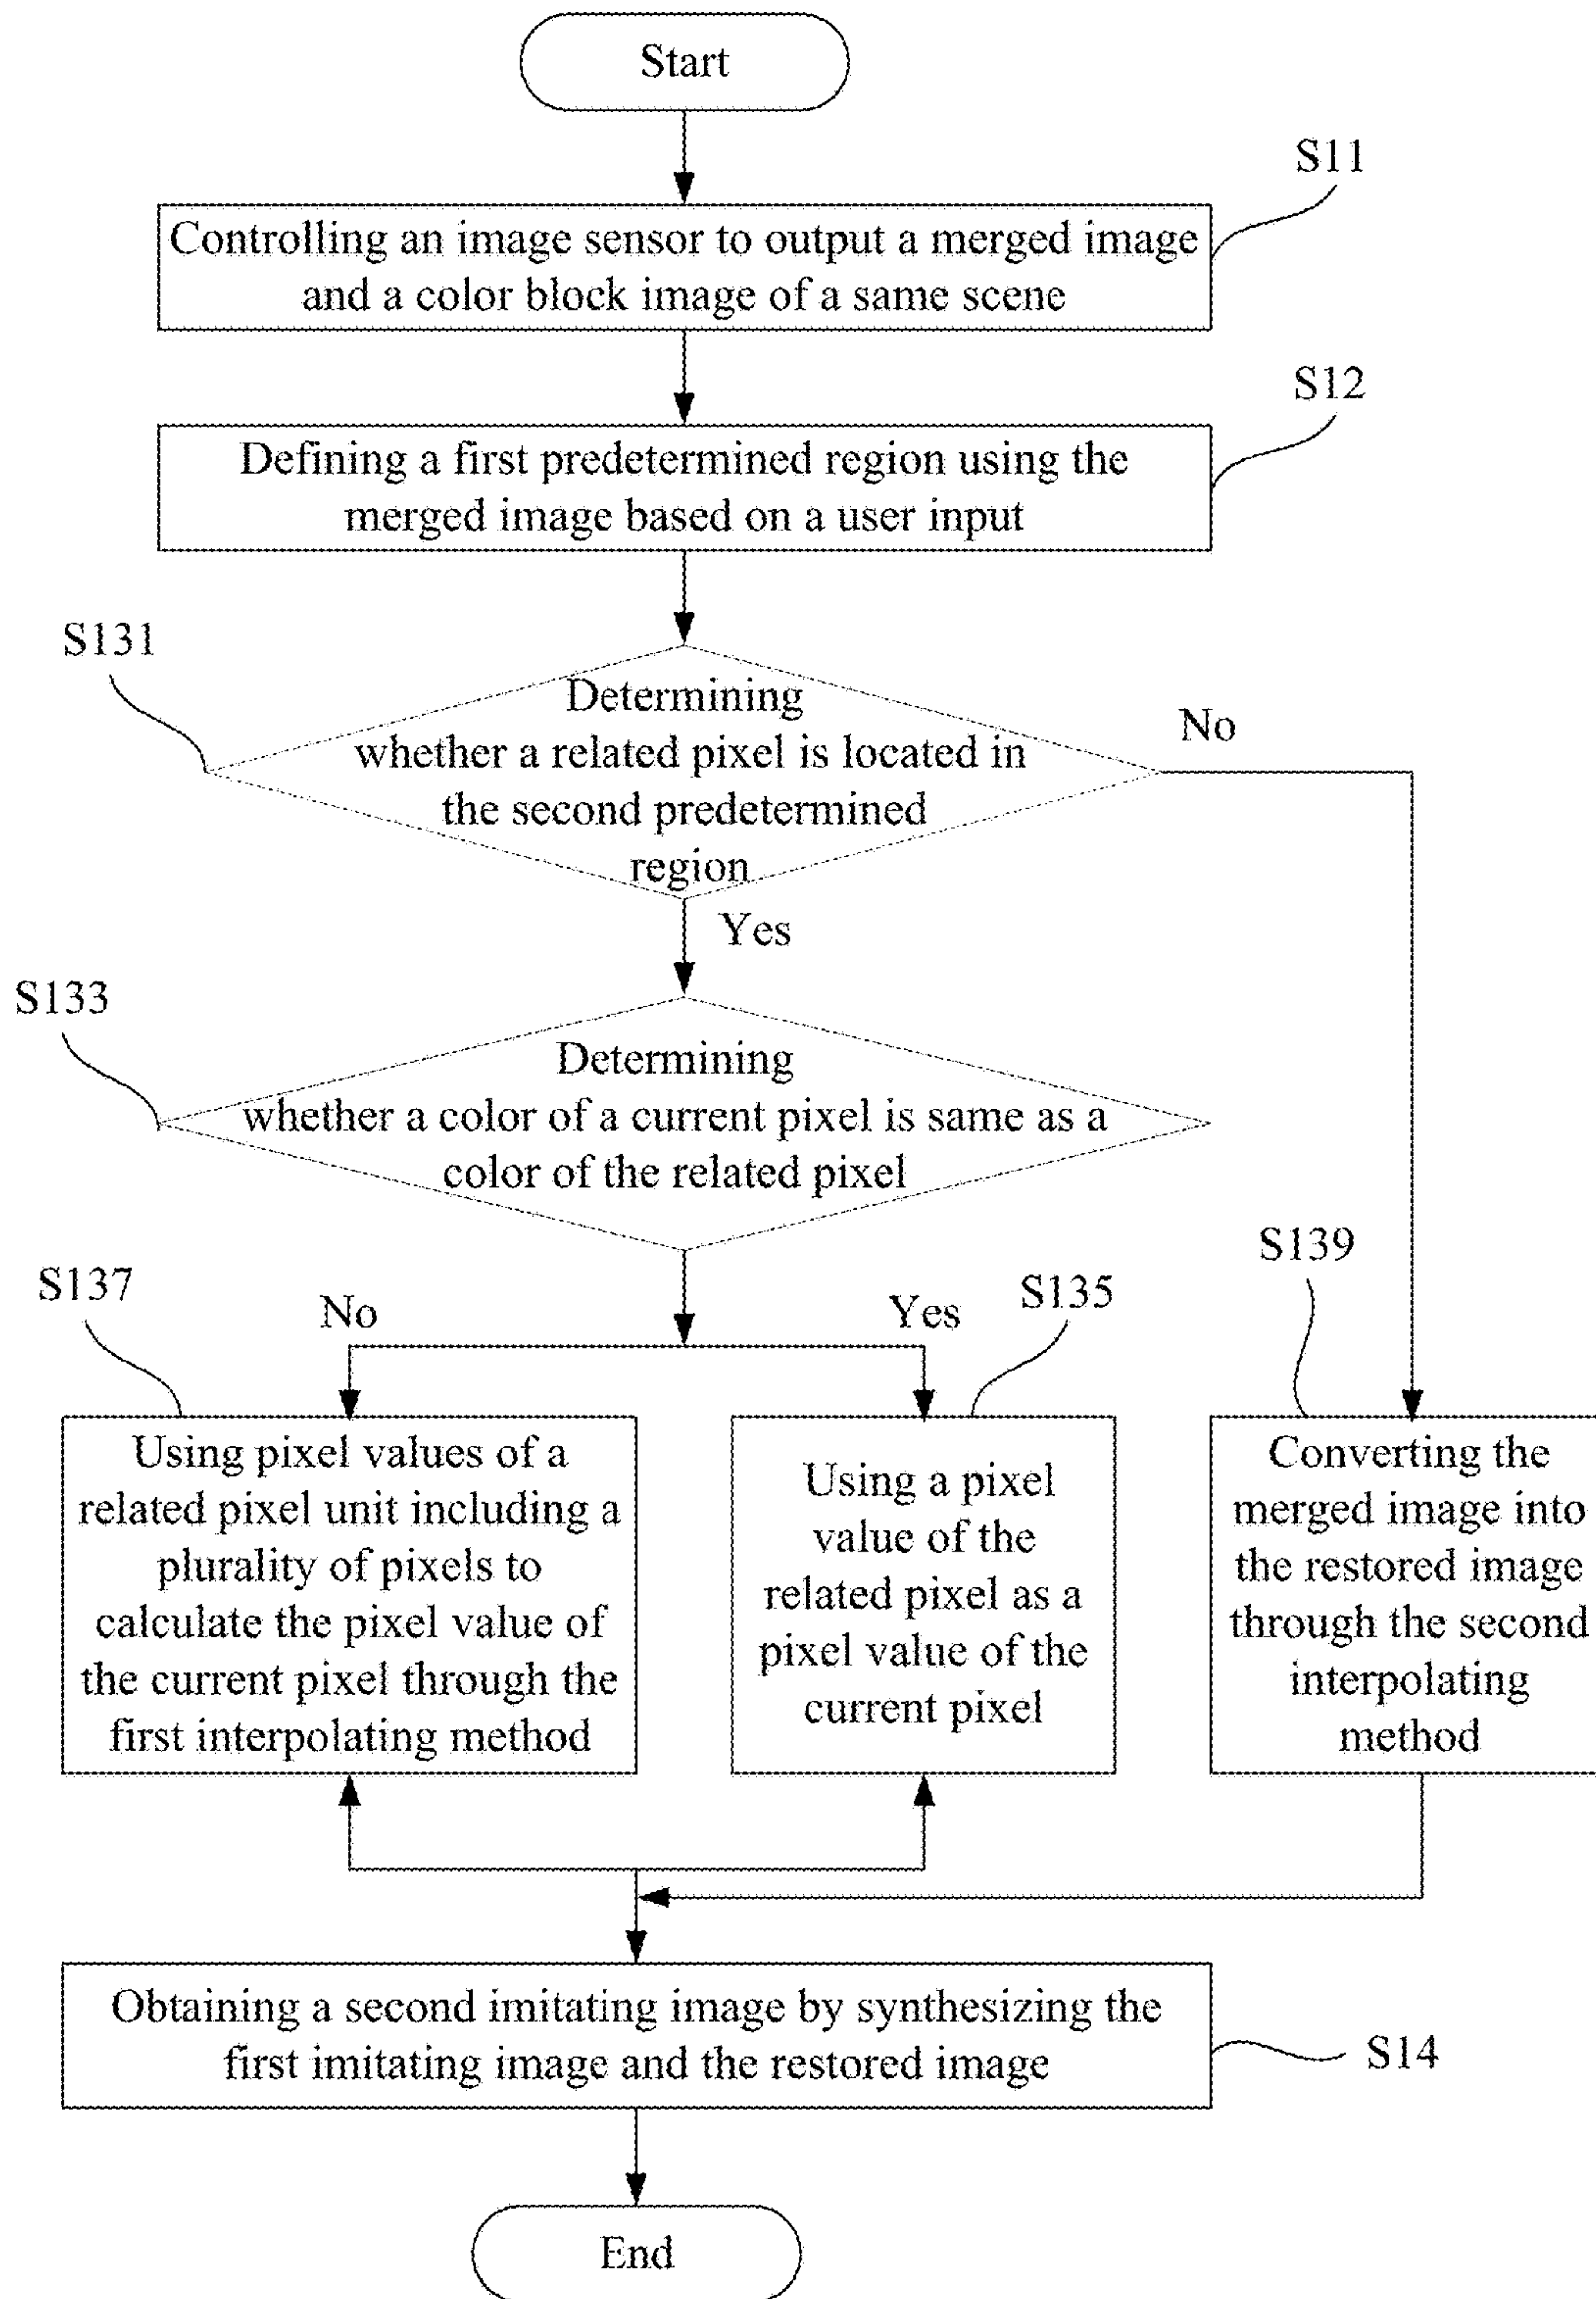 Start
S11
Controlling an image sensor to output a merged image
and a color block image of a same scene
S12
Defining a first predetermined region using the
merged image based on a user input
S131
Determining
whether a related pixel is located in
the second predetermined
region
No
Yes
S133
Determining
whether a color of a current pixel is same as a
color of the related pixel
S137
No
Yes
S135
S139
Using pixel values of a
related pixel unit including a
plurality of pixels to
calculate the pixel value of
the current pixel through the
first interpolating method
Using a pixel
value of the
related pixel as a
pixel value of the
current pixel
Converting the
merged image into
the restored image
through the second
interpolating
method
Obtaining a second imitating image by synthesizing the
first imitating image and the restored image
S14
End